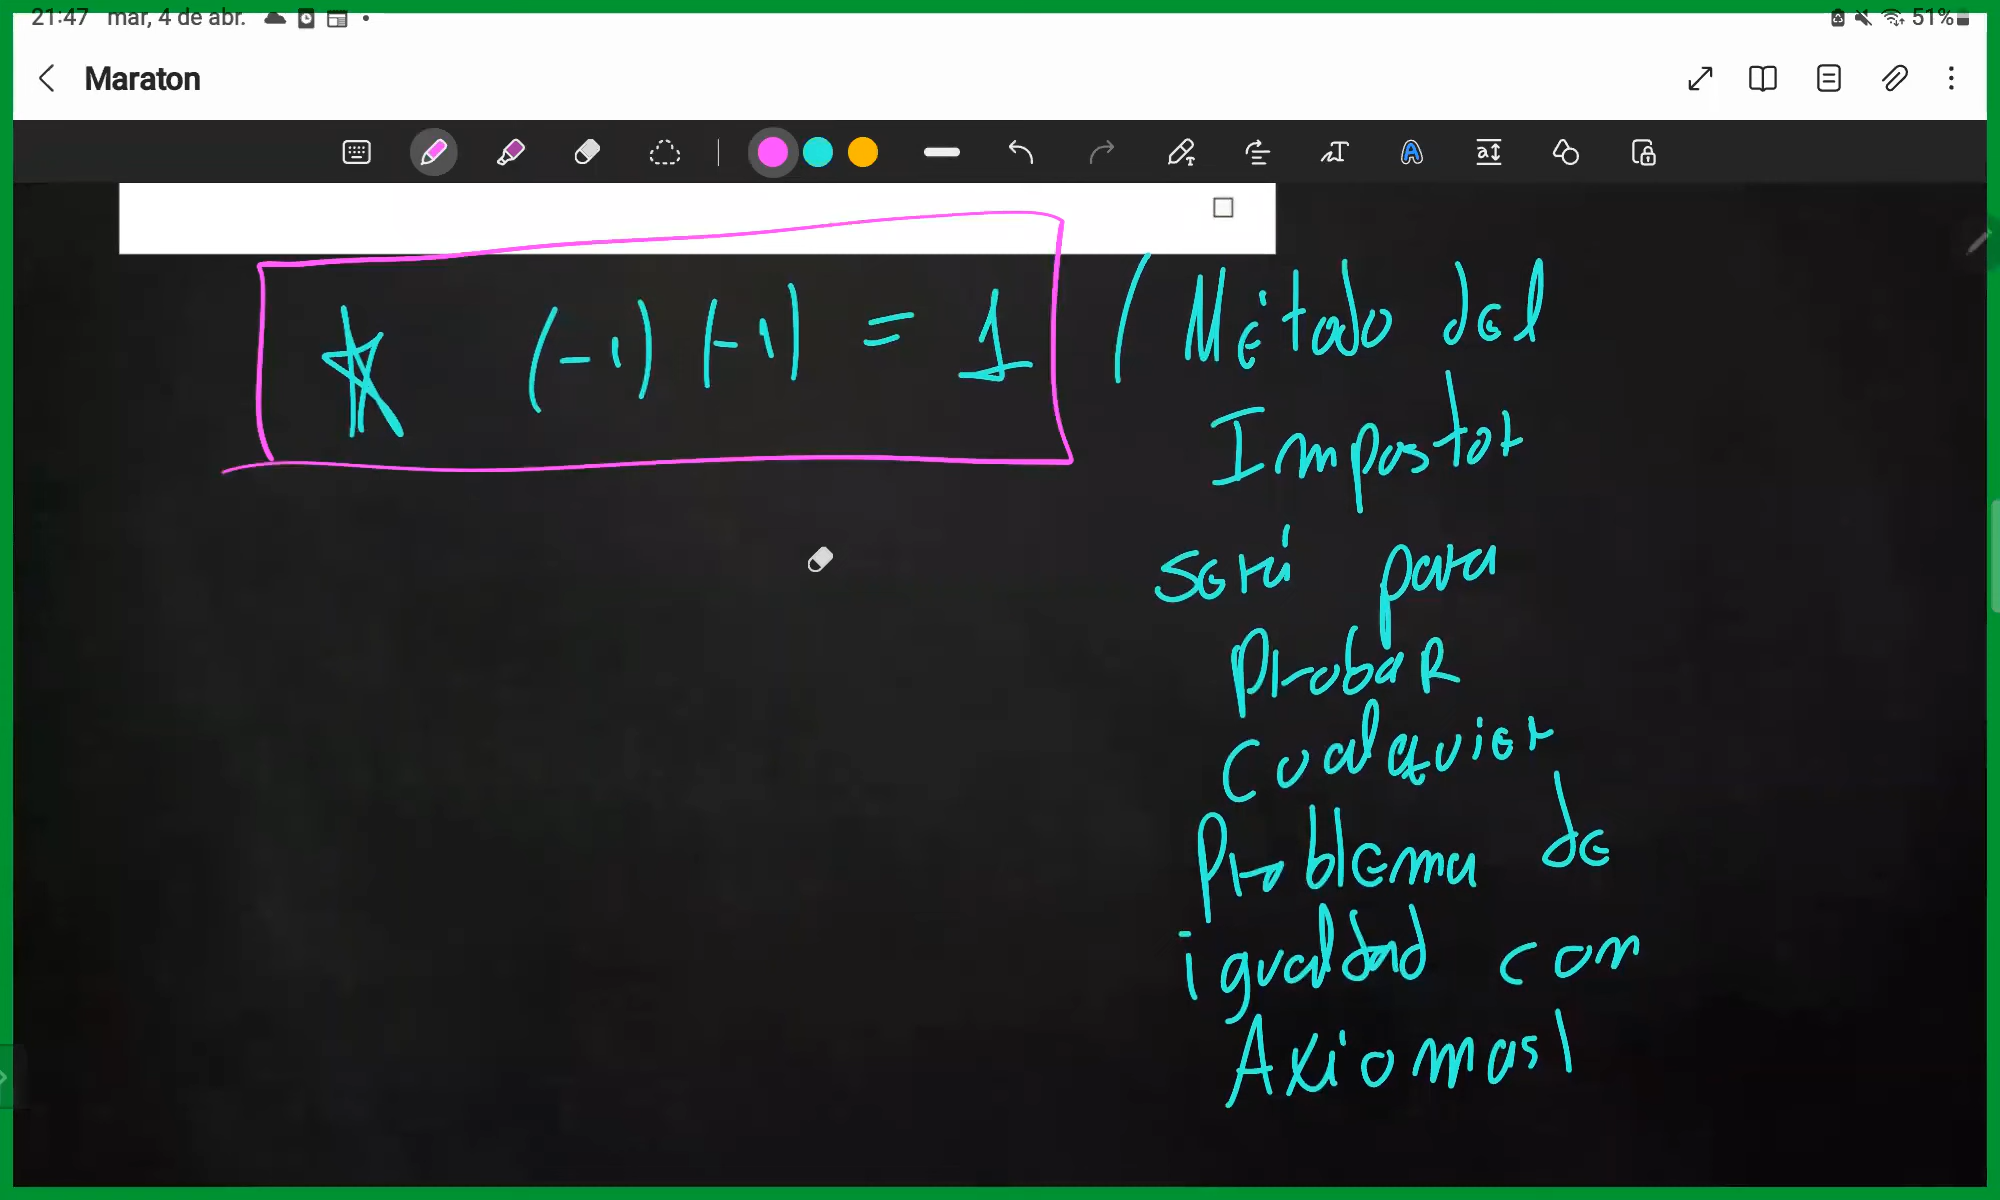 21:47 mar, 4 de abr. 51%
Maraton
(-1) (-1) = 1
(Método del
Impostor
será para
Probar
Cualquier
Problema de
igualdad con
Axiomas)